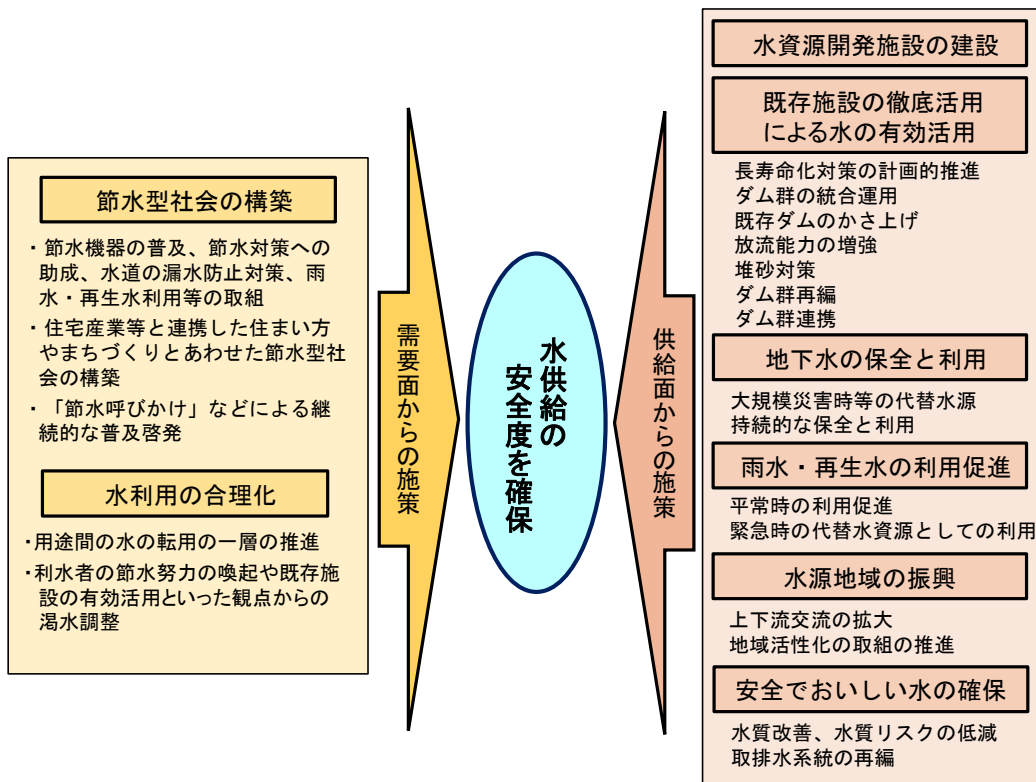 節水型社会の構築
・ 節水機器の普及、節水対策への
助成、水道の漏水防止対策、雨
水・再生水利用等の取組
・ 住宅産業等と連携した住まい方
やまちづくりとあわせた節水型社
会の構築
・ 「節水呼びかけ」などによる継
続的な普及啓発
水利用の合理化
・用途間の水の転用の一層の推進
・利水者の節水努力の喚起や既存施
設の有効活用といった観点からの
渇水調整
需要面からの施策
水供給の
安全度を確保
供給面からの施策
水資源開発施設の建設
既存施設の徹底活用
による水の有効活用
長寿命化対策の計画的推進
ダム群の統合運用
既存ダムのかさ上げ
放流能力の増強
堆砂対策
ダム群再編
ダム群連携
地下水の保全と利用
大規模災害時等の代替水源
持続的な保全と利用
雨水・再生水の利用促進
平常時の利用促進
緊急時の代替水資源としての利用
水源地域の振興
上下流交流の拡大
地域活性化の取組の推進
安全でおいしい水の確保
水質改善、水質リスクの低減
取排水系統の再編